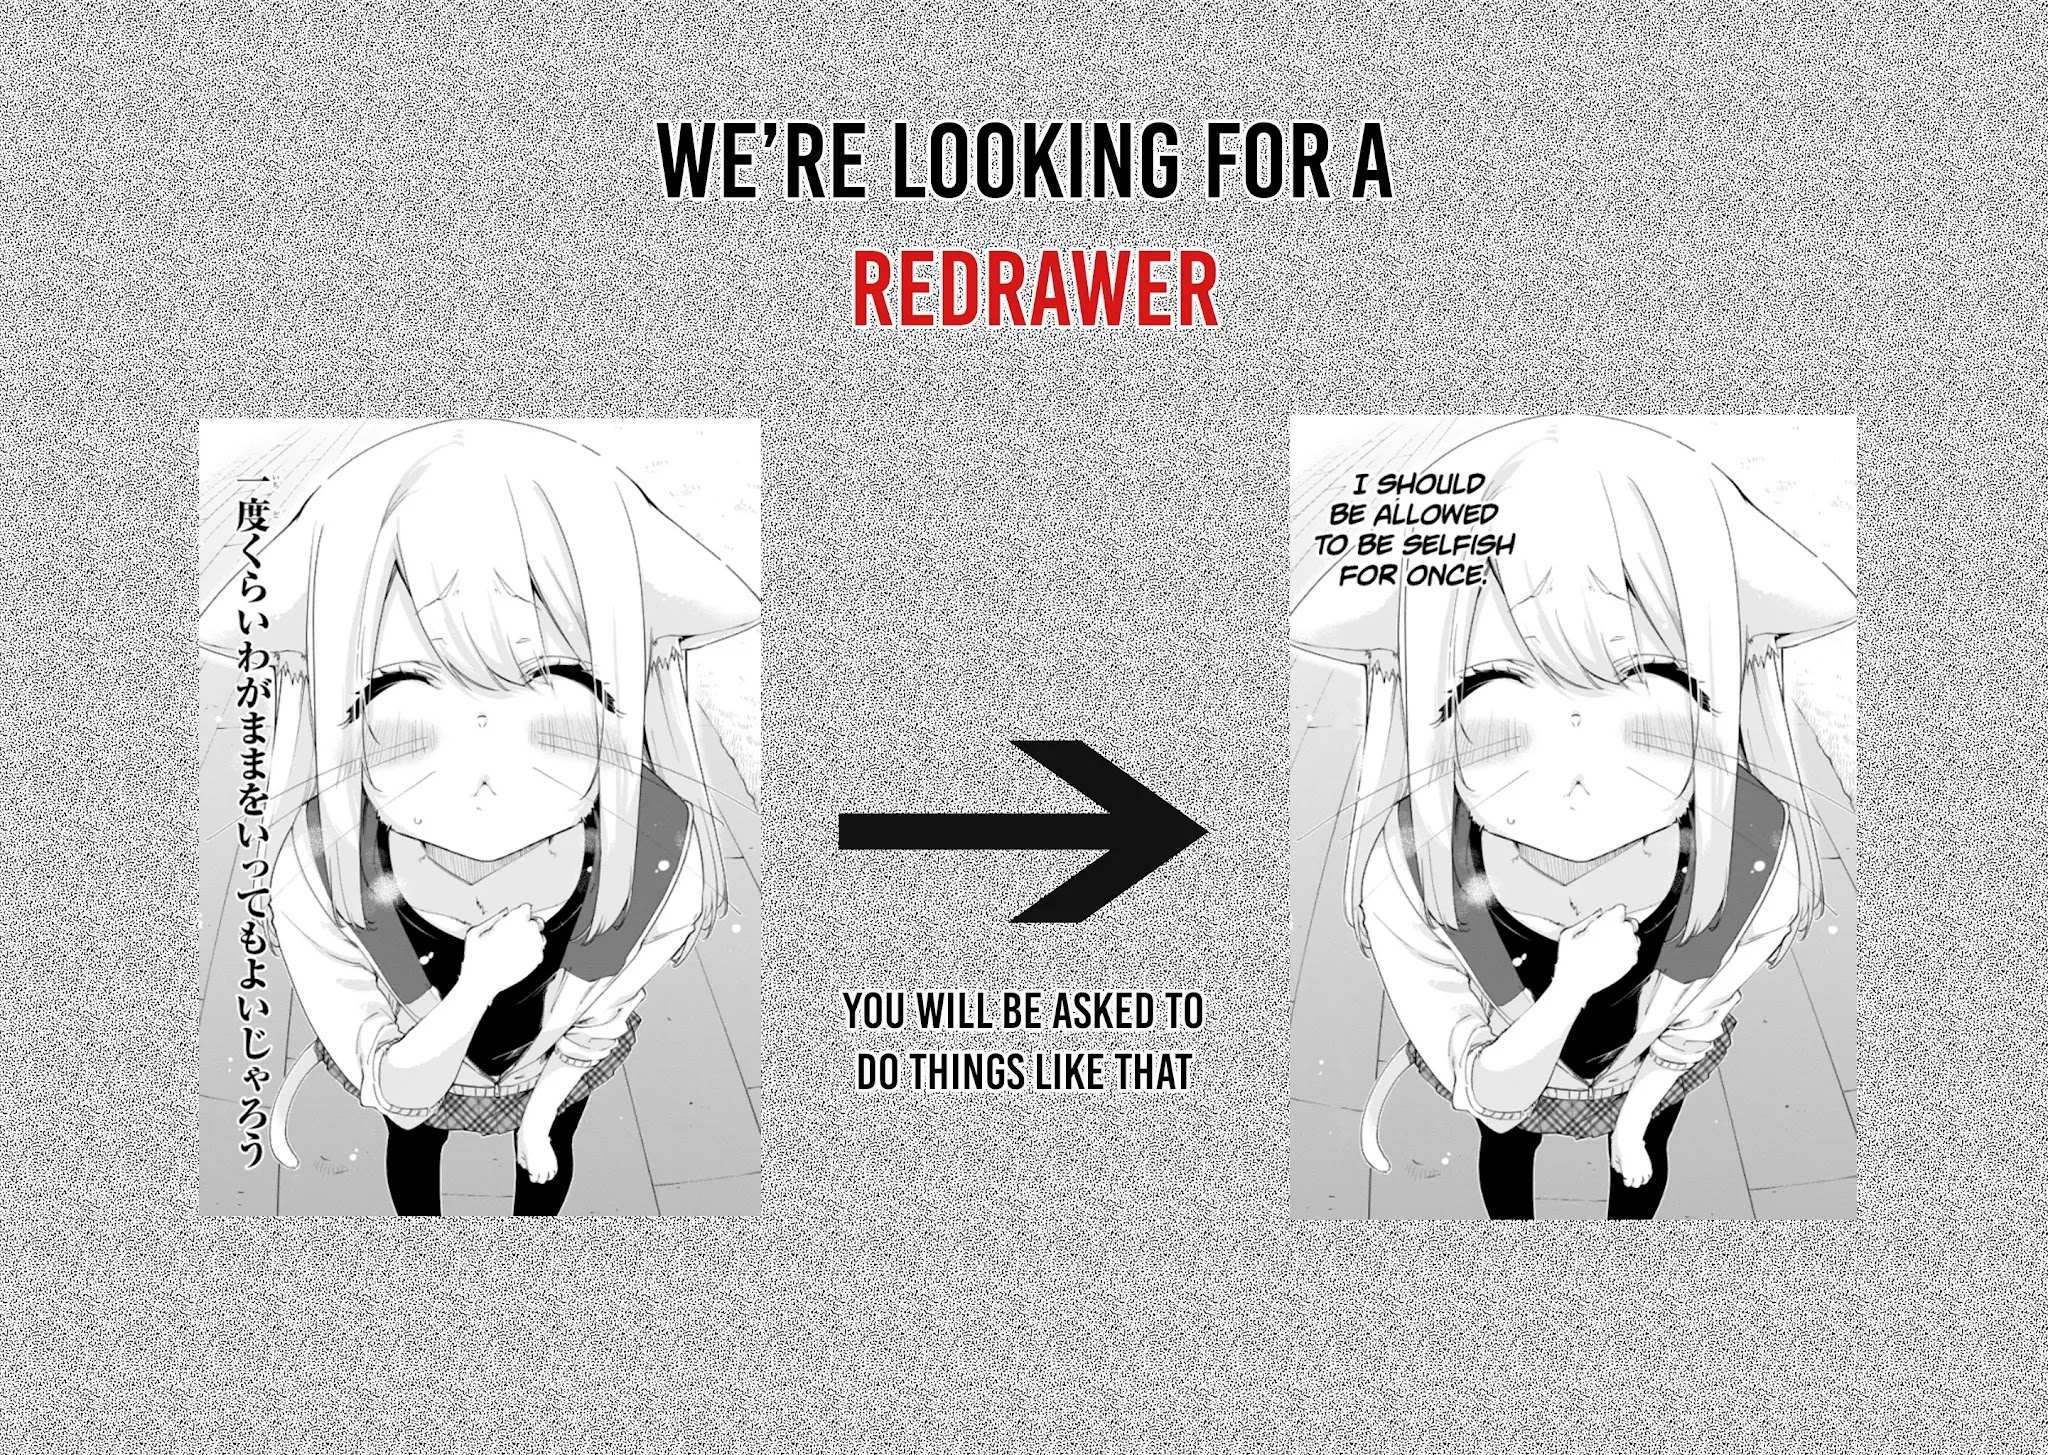 WE'RE LOOKING FOR A
REDRAWER
一度くらいわがままをいってもよいじゃろう
I SHOULD
BE ALLOWED
TO BE SELFISH
FOR ONCE!
YOU WILL BE ASKED TO
DO THINGS LIKE THAT